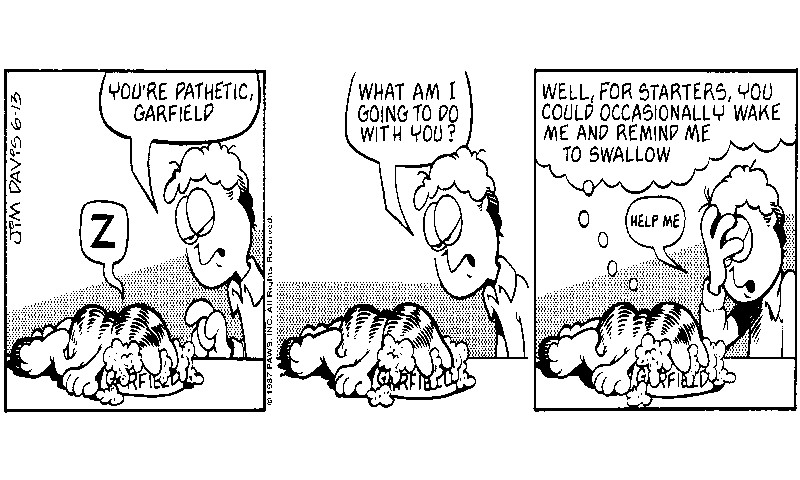 YOU'RE PATHETIC,
GARFIELD
JIM DAVIS 6-13
Z
GARFIELD
© 1987 PAWS, INC. All Rights Reserved.
WHAT AM I
GOING TO DO
WITH YOU?
GARFIELD
WELL, FOR STARTERS, YOU
COULD OCCASIONALLY WAKE
ME AND REMIND ME
TO SWALLOW
HELP ME
GARFIELD